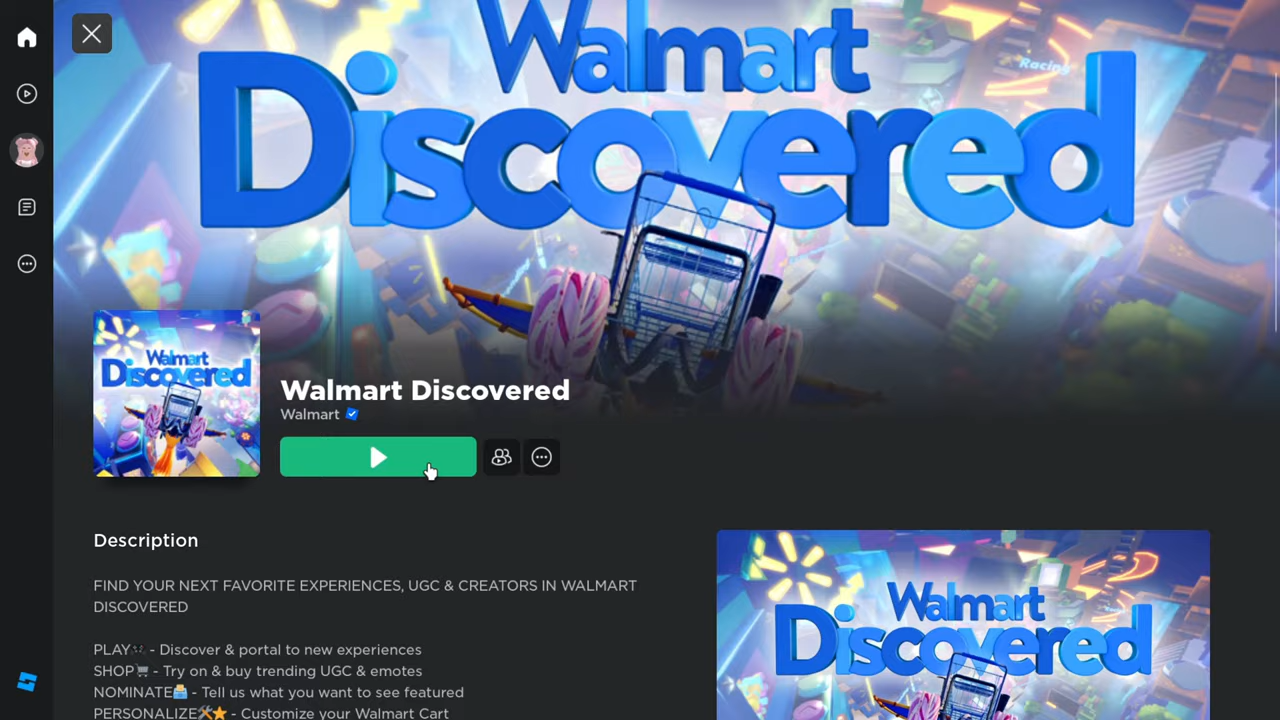 Walmart
Discovered
Racing
Walmart
Discovered
Walmart Discovered
Walmart
Description
FIND YOUR NEXT FAVORITE EXPERIENCES, UGC & CREATORS IN WALMART
DISCOVERED
PLAY🎮 - Discover & portal to new experiences
SHOP🛒 - Try on & buy trending UGC & emotes
NOMINATE🗳️ - Tell us what you want to see featured
PERSONALIZE🛠️⭐ - Customize your Walmart Cart
Walmart
Discovered